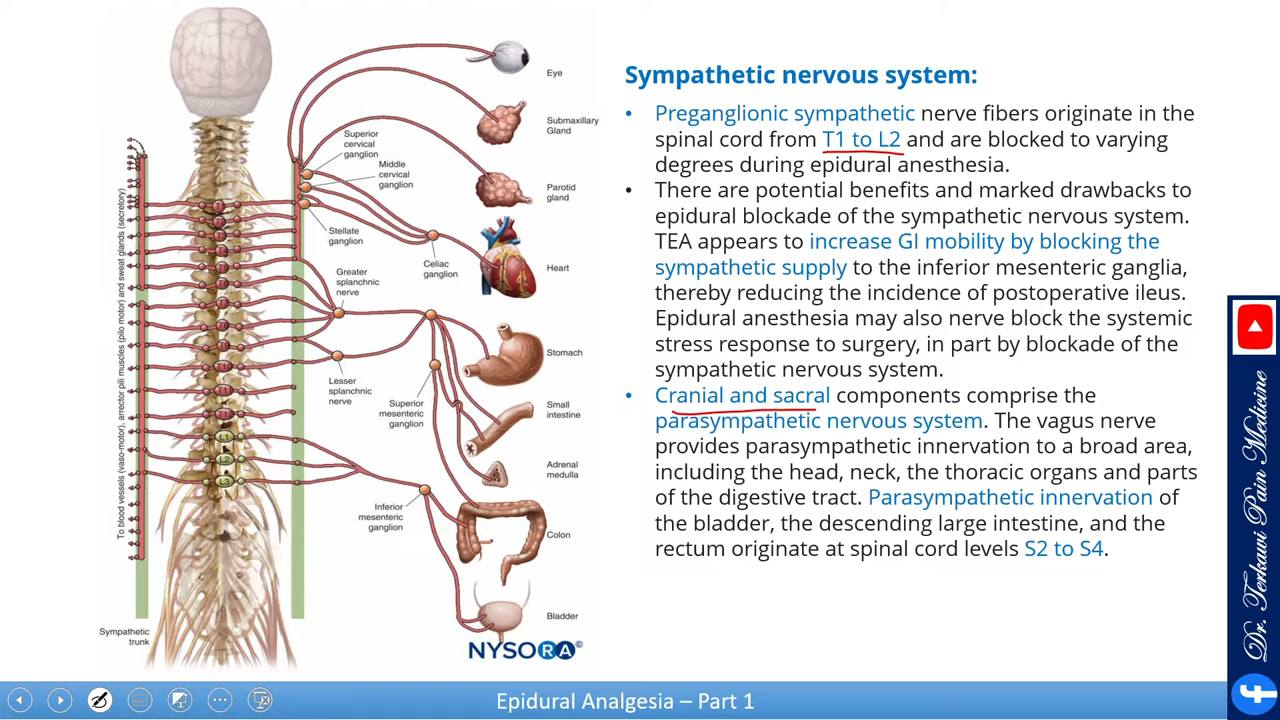 Sympathetic nervous system:
• Preganglionic sympathetic nerve fibers originate in the
spinal cord from T1 to L2 and are blocked to varying
degrees during epidural anesthesia.
• There are potential benefits and marked drawbacks to
epidural blockade of the sympathetic nervous system.
TEA appears to increase GI mobility by blocking the
sympathetic supply to the inferior mesenteric ganglia,
thereby reducing the incidence of postoperative ileus.
Epidural anesthesia may also nerve block the systemic
stress response to surgery, in part by blockade of the
sympathetic nervous system.
• Cranial and sacral components comprise the
parasympathetic nervous system. The vagus nerve
provides parasympathetic innervation to a broad area,
including the head, neck, the thoracic organs and parts
of the digestive tract. Parasympathetic innervation of
the bladder, the descending large intestine, and the
rectum originate at spinal cord levels S2 to S4.
Eye
Submaxillary
Gland
Superior
cervical
ganglion
Middle
cervical
ganglion
Parotid
gland
Stellate
ganglion
Celiac
ganglion
Heart
Greater
splanchnic
nerve
Stomach
Lesser
splanchnic
nerve
Superior
mesenteric
ganglion
Small
intestine
L1
L2
L3
Adrenal
medulla
Inferior
mesenteric
ganglion
Colon
Bladder
To blood vessels (vaso-motor), arrector pili muscles (pilo motor) and sweat glands (secretory)
Sympathetic
trunk
NYSORA©
Dr. Terkawi Pain Medicine
Epidural Analgesia – Part 1